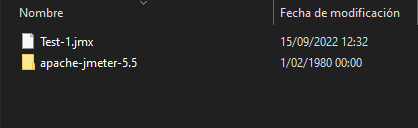 Nombre Fecha de modificación
Test-1.jmx 15/09/2022 12:32
apache-jmeter-5.5 1/02/1980 00:00